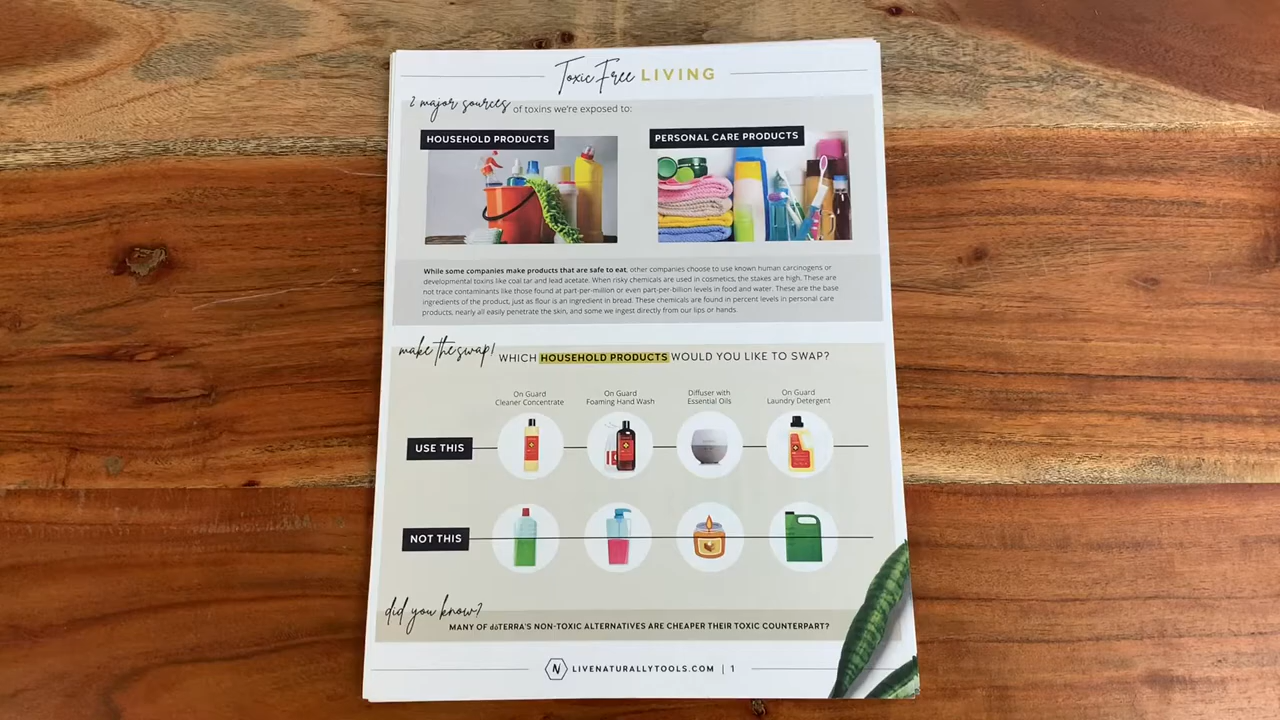 Toxic Free LIVING
2 major sources of toxins we're exposed to:
HOUSEHOLD PRODUCTS
PERSONAL CARE PRODUCTS
While some companies make products that are safe to eat, other companies choose to use known human carcinogens or
developmental toxins like coal tar and lead acetate. When risky chemicals are used in cosmetics, the stakes are high. These are
not trace contaminants like those found at part-per-million or even part-per-billion levels in food and water. These are the base
ingredients of the product, just as flour is an ingredient in bread. These chemicals are found in percent levels in personal care
products, nearly all easily penetrate the skin, and some we ingest directly from our lips or hands.
make the swap! WHICH HOUSEHOLD PRODUCTS WOULD YOU LIKE TO SWAP?
On Guard
Cleaner Concentrate
On Guard
Foaming Hand Wash
Diffuser with
Essential Oils
On Guard
Laundry Detergent
USE THIS
NOT THIS
did you know?
MANY OF dōTERRA'S NON-TOXIC ALTERNATIVES ARE CHEAPER THEIR TOXIC COUNTERPART?
N LIVENATURALLYTOOLS.COM | 1